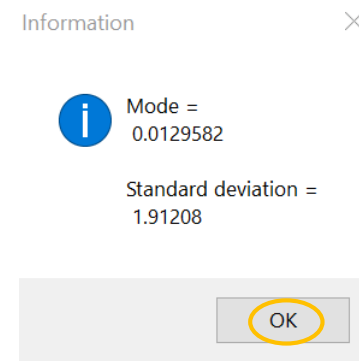 Information
Mode =
0.0129582
Standard deviation =
1.91208
OK